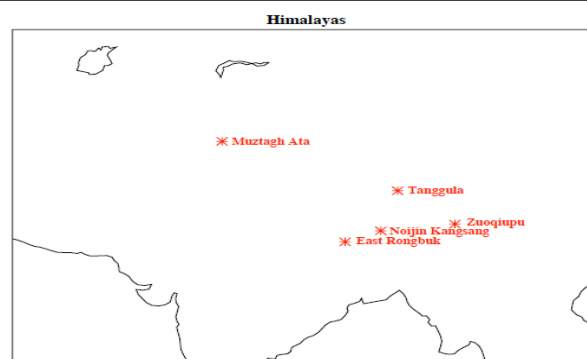 Himalayas
Muztagh Ata
Tanggula
Zuoqiupu
Noijin Kangsang
East Rongbuk